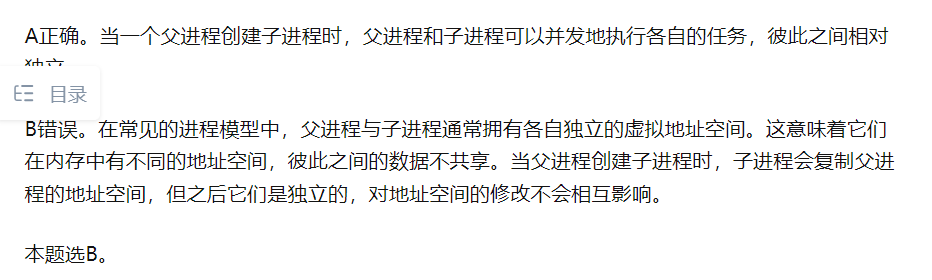 A正确。当一个父进程创建子进程时，父进程和子进程可以并发地执行各自的任务，彼此之间相对
目录
B错误。在常见的进程模型中，父进程与子进程通常拥有各自独立的虚拟地址空间。这意味着它们
在内存中有不同的地址空间，彼此之间的数据不共享。当父进程创建子进程时，子进程会复制父进
程的地址空间，但之后它们是独立的，对地址空间的修改不会相互影响。
本题选B。